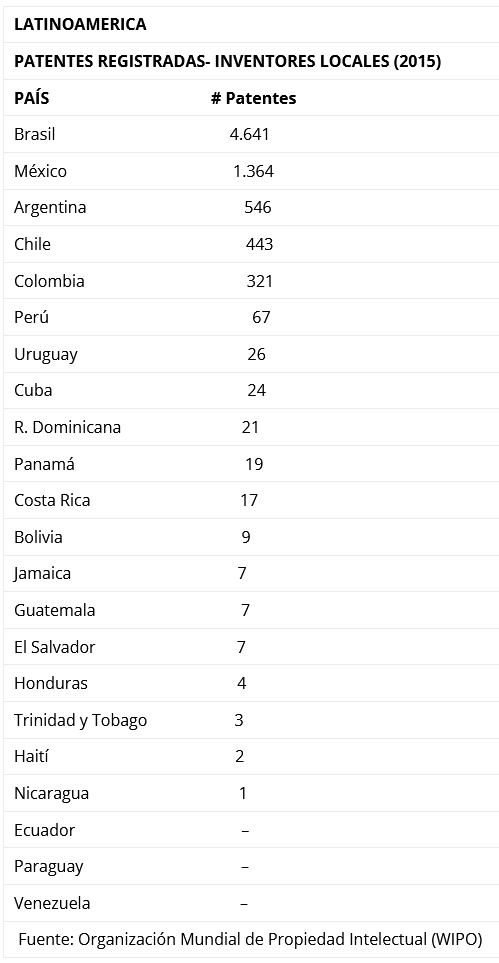 LATINOAMERICA
PATENTES REGISTRADAS- INVENTORES LOCALES (2015)
PAÍS # Patentes
Brasil 4.641
México 1.364
Argentina 546
Chile 443
Colombia 321
Perú 67
Uruguay 26
Cuba 24
R. Dominicana 21
Panamá 19
Costa Rica 17
Bolivia 9
Jamaica 7
Guatemala 7
El Salvador 7
Honduras 4
Trinidad y Tobago 3
Haití 2
Nicaragua 1
Ecuador –
Paraguay –
Venezuela –
Fuente: Organización Mundial de Propiedad Intelectual (WIPO)